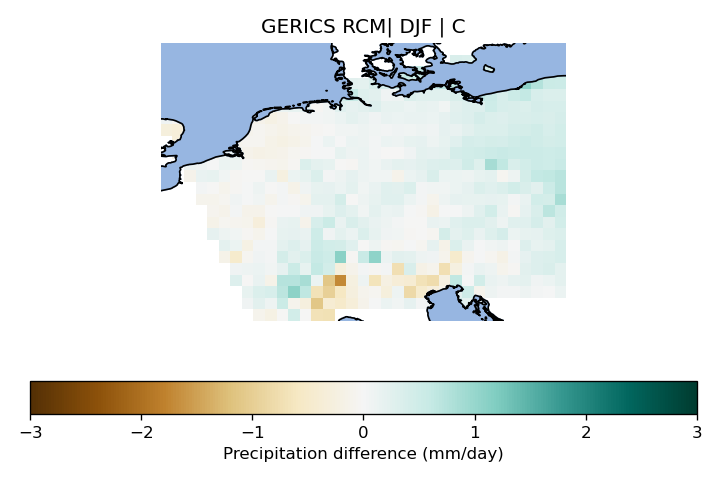 GERICS RCM| DJF | C
−3 −2 −1 0 1 2 3
Precipitation difference (mm/day)